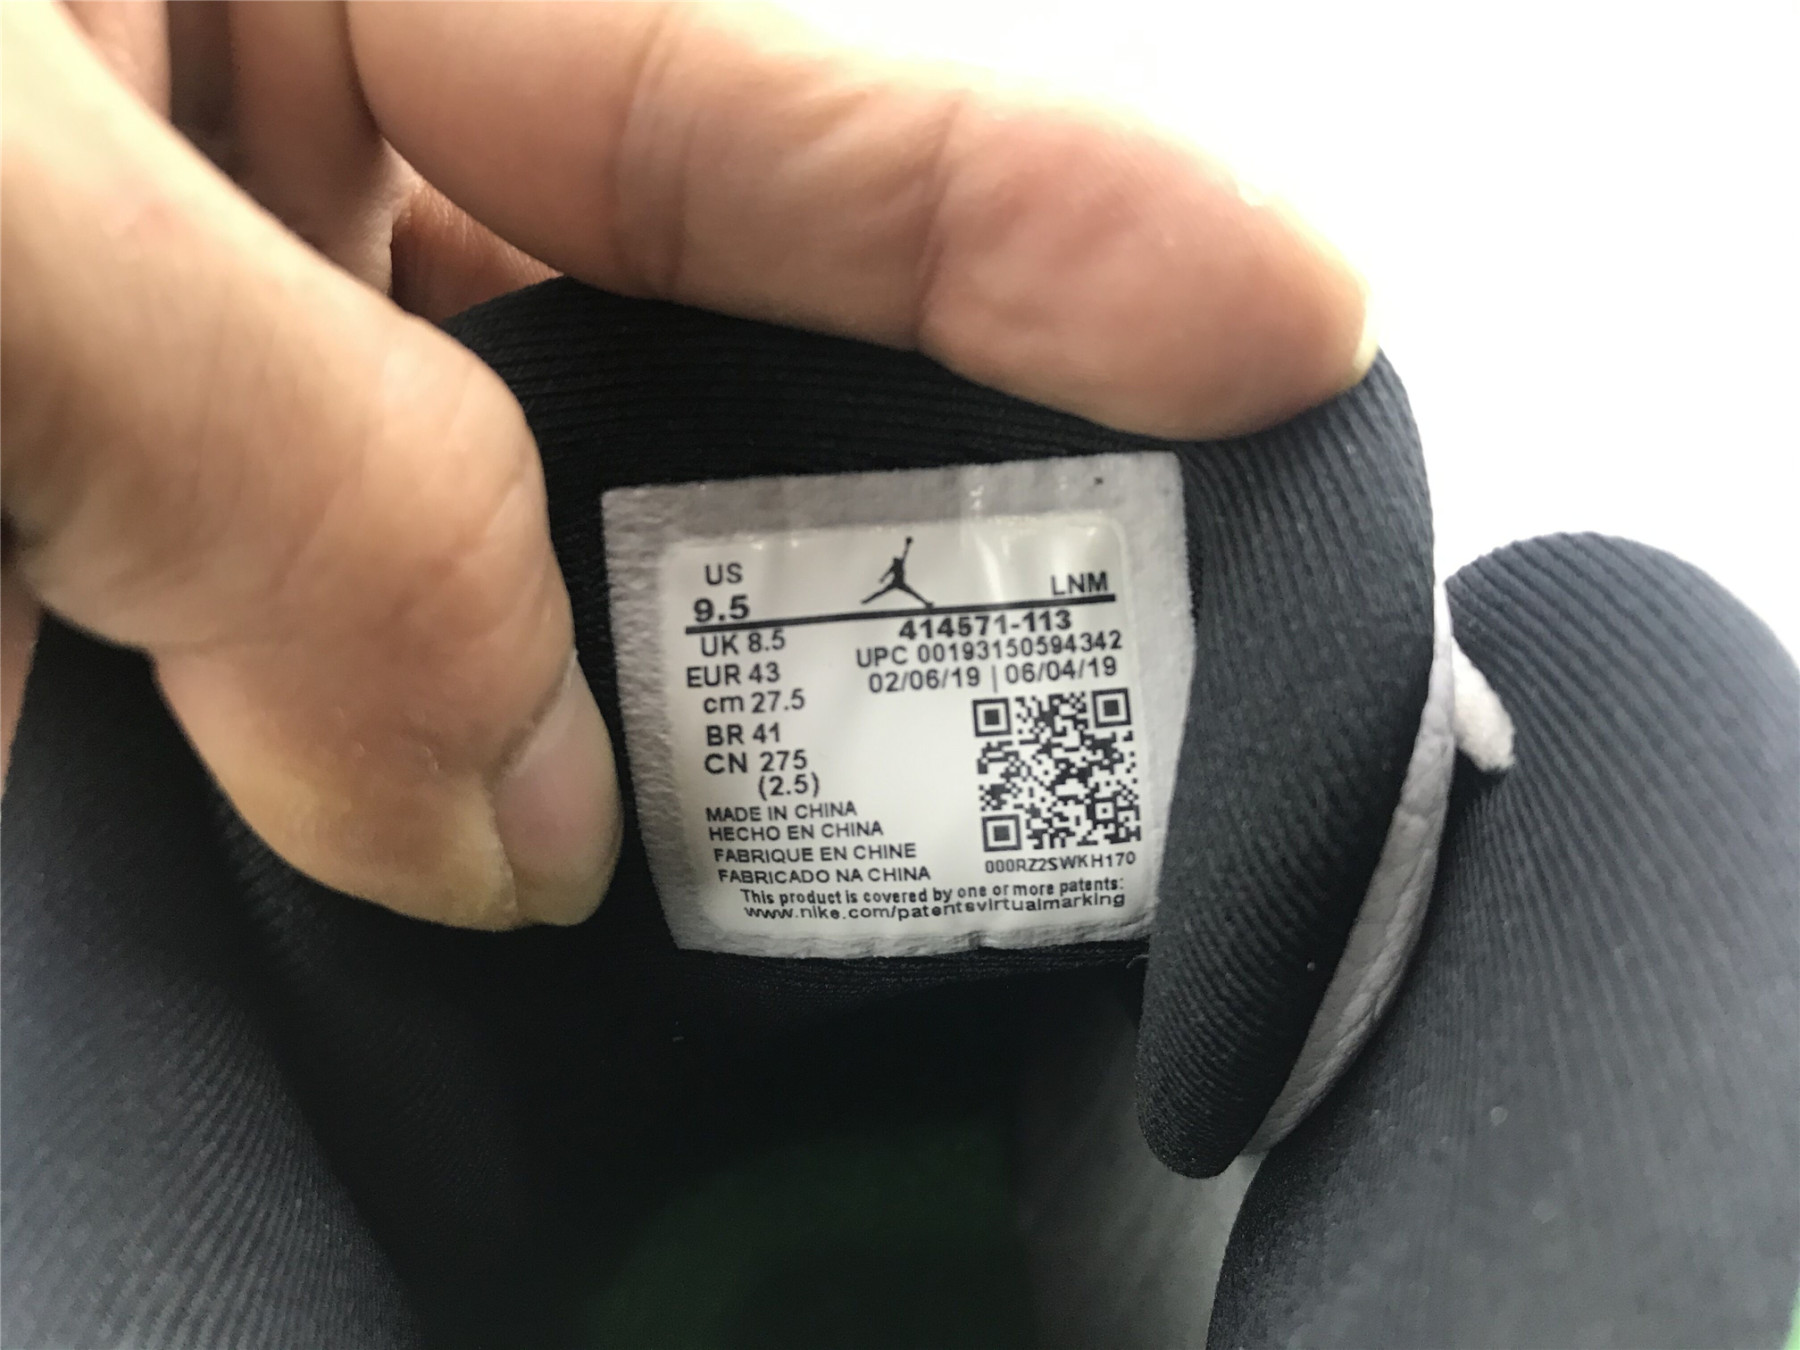 US LNM
9.5 414571-113
UK 8.5 UPC 00193150594342
EUR 43 02/06/19 | 06/04/19
cm 27.5
BR 41
CN 275
(2.5)
MADE IN CHINA
HECHO EN CHINA
FABRIQUE EN CHINE
FABRICADO NA CHINA
000RZ2SWKH170
This product is covered by one or more patents:
www.nike.com/patentsvirtualmarking